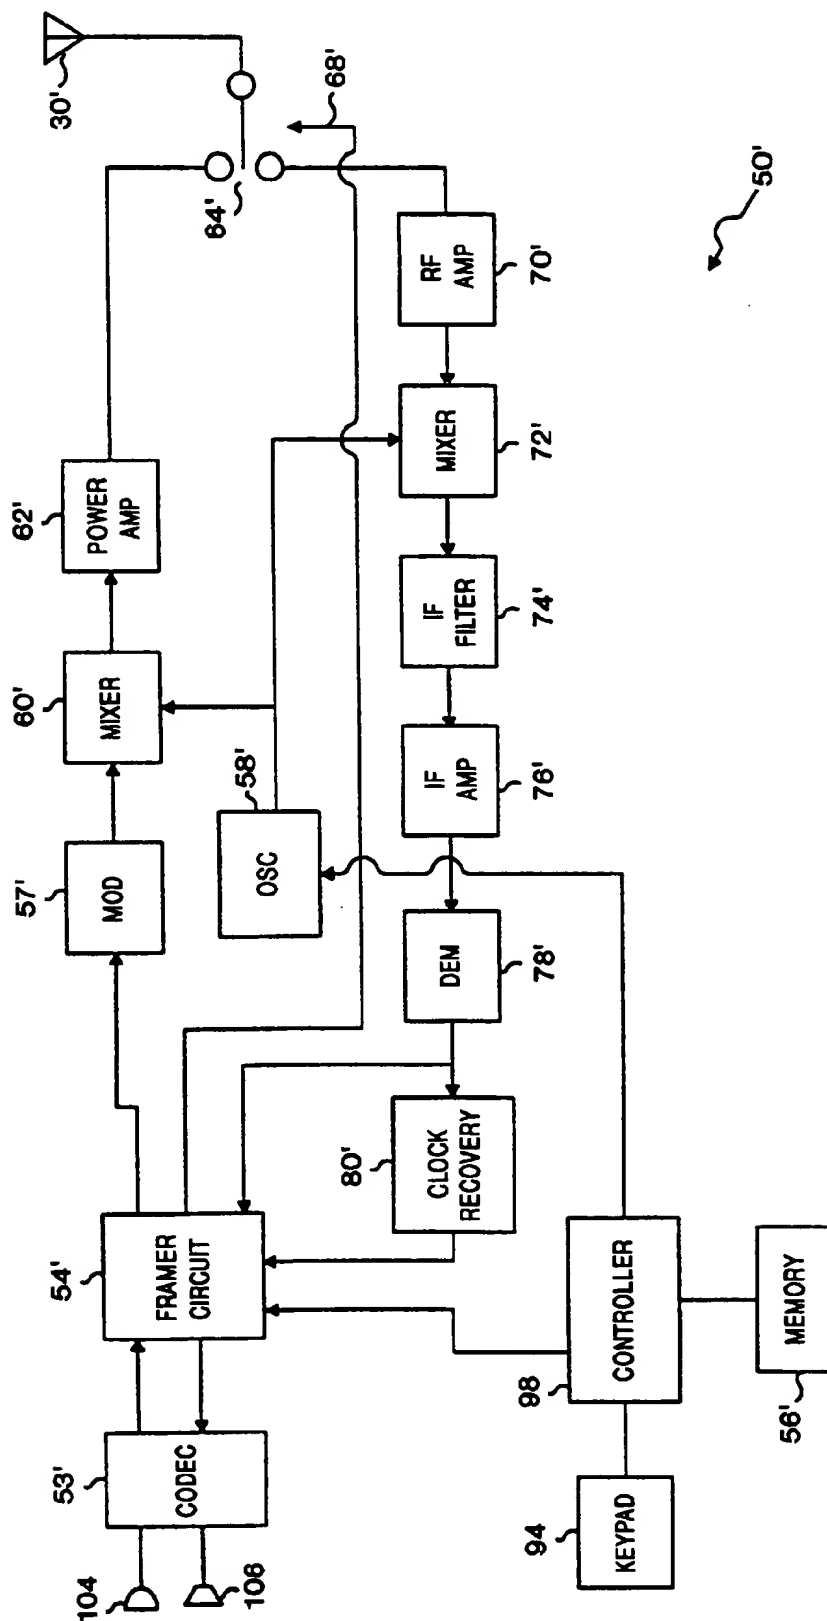 104
106
53'
CODEC
54'
FRAMER
CIRCUIT
57'
MOD
60'
MIXER
62'
POWER
AMP
30'
64'
68'
58'
OSC
80'
CLOCK
RECOVERY
DEM
78'
IF
AMP
76'
IF
FILTER
74'
MIXER
72'
RF
AMP
70'
94
KEYPAD
98
CONTROLLER
56'
MEMORY
50'